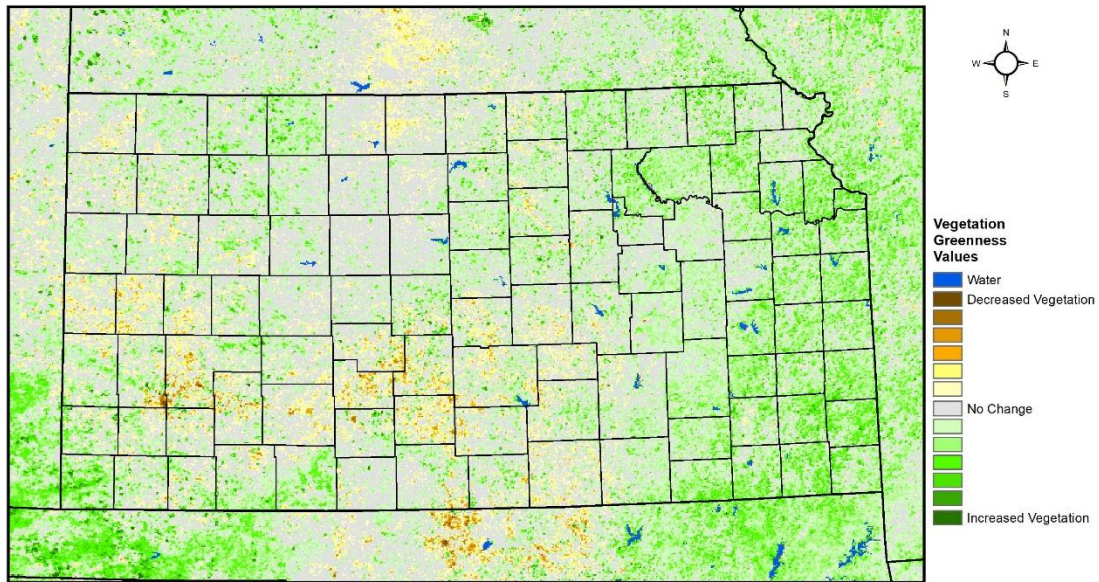 N
W E
S
Vegetation
Greenness
Values
Water
Decreased Vegetation
No Change
Increased Vegetation